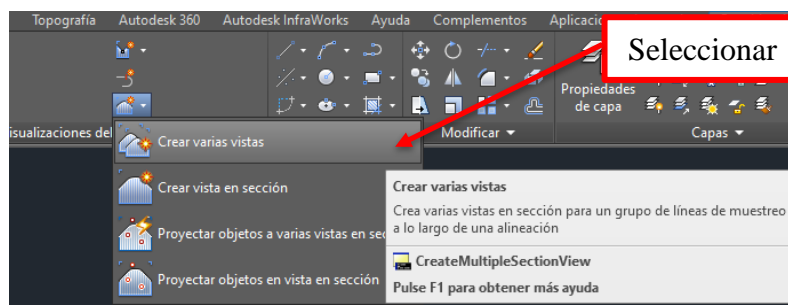 Topografía Autodesk 360 Autodesk InfraWorks Ayuda Complementos
Seleccionar
Propiedades
de capa
Modificar Capas
Crear varias vistas
Crear vista en sección
Proyectar objetos a varias vistas en
Proyectar objetos en vista en sección
Crear varias vistas
Crea varias vistas en sección para un grupo de líneas de muestreo
a lo largo de una alineación
CreateMultipleSectionView
Pulse F1 para obtener más ayuda